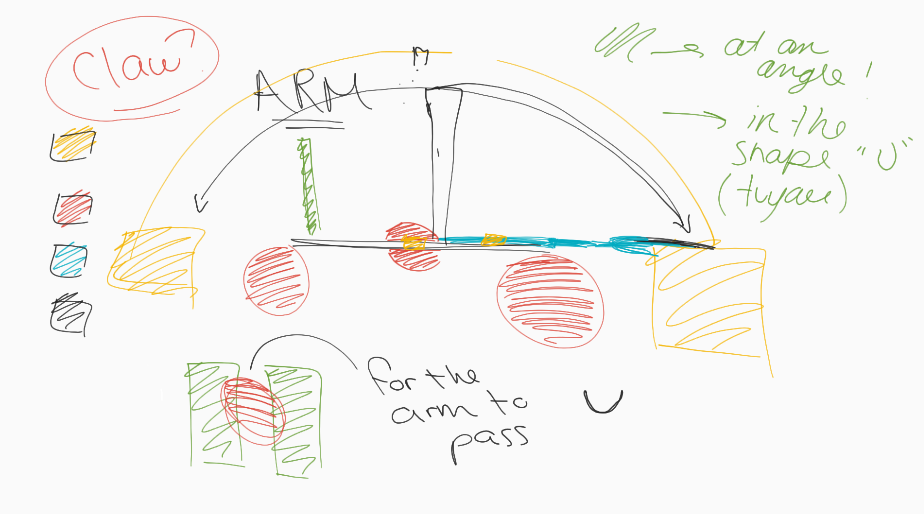 Claw?
ARM
M
→ at an
angle!
→ in the
shape "U"
(tuyau)
for the
arm to
pass
U